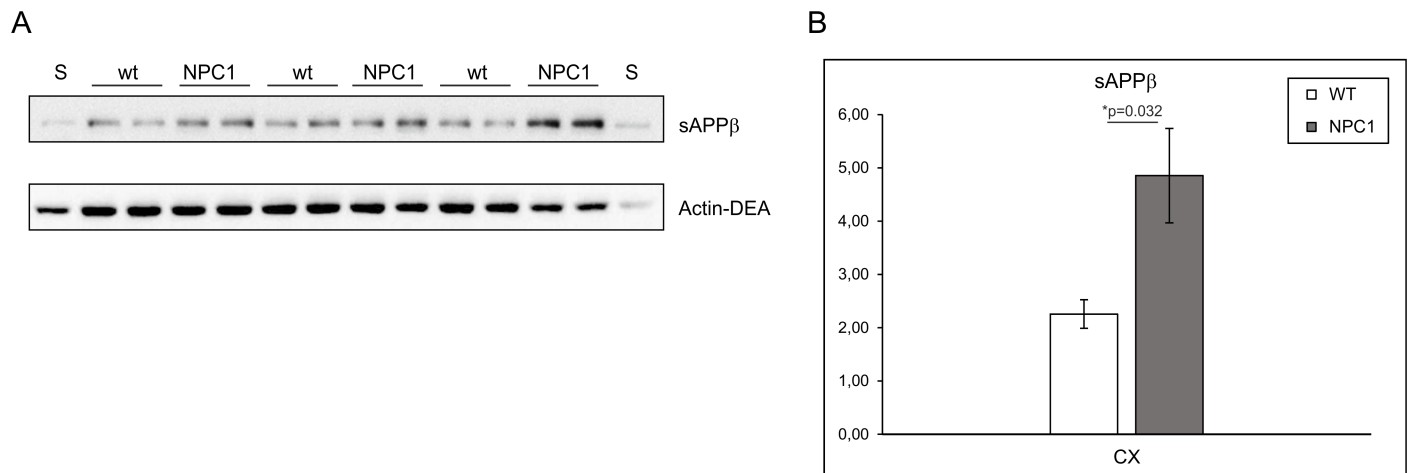 A
S wt NPC1 wt NPC1 wt NPC1 S
sAPPβ
Actin-DEA
B
sAPPβ
*p=0.032
WT
NPC1
6,00
5,00
4,00
3,00
2,00
1,00
0,00
CX